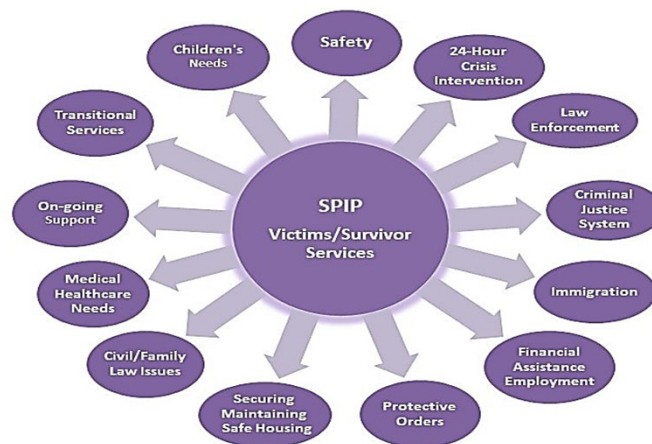 SPIP
Victims/Survivor
Services
Safety
24-Hour
Crisis
Intervention
Law
Enforcement
Criminal
Justice
System
Immigration
Financial
Assistance
Employment
Protective
Orders
Securing
Maintaining
Safe Housing
Civil/Family
Law Issues
Medical
Healthcare
Needs
On-going
Support
Transitional
Services
Children's
Needs